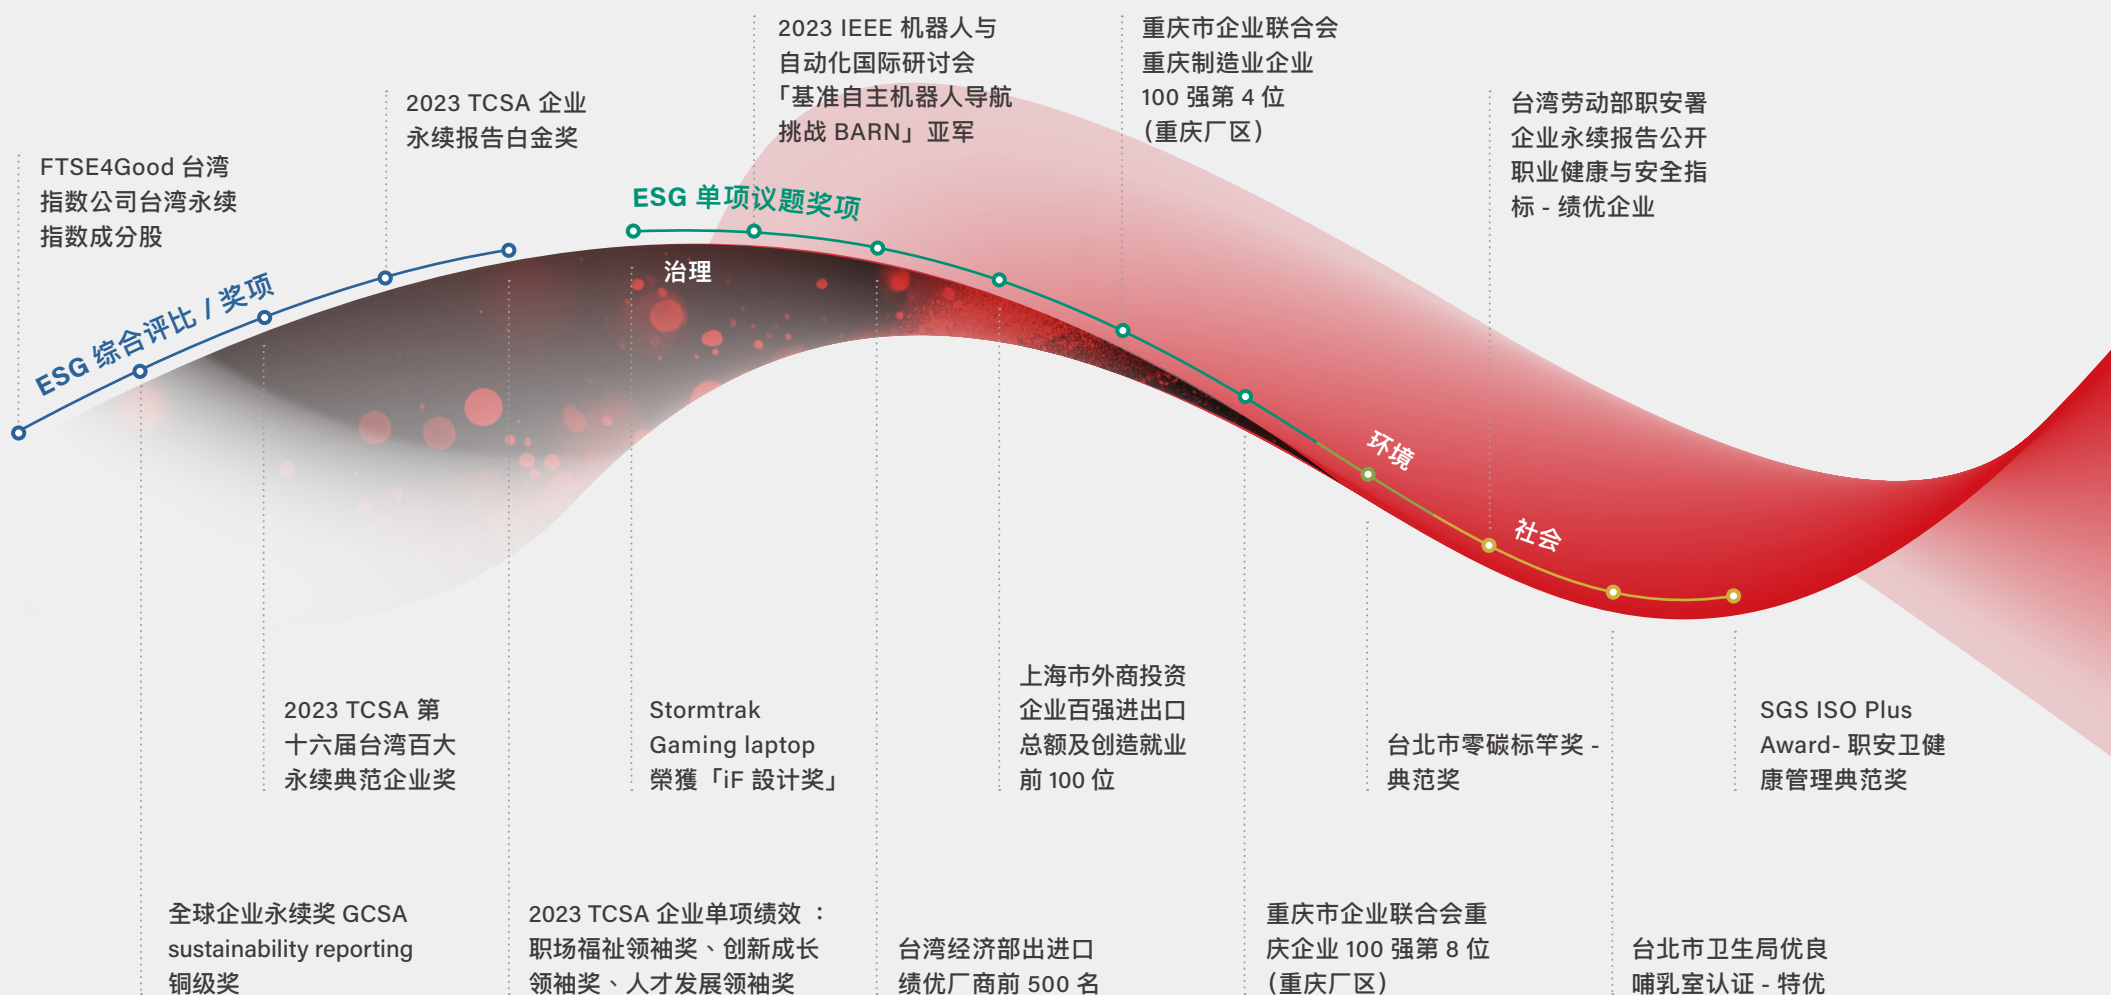 ESG 综合评比 / 奖项
FTSE4Good 台湾
指数公司台湾永续
指数成分股
全球企业永续奖 GCSA
sustainability reporting
铜级奖
2023 TCSA 第
十六届台湾百大
永续典范企业奖
2023 TCSA 企业
永续报告白金奖
2023 TCSA 企业单项绩效 ：
职场福祉领袖奖、创新成长
领袖奖、人才发展领袖奖
ESG 单项议题奖项
治理
Stormtrak
Gaming laptop
榮獲「iF 設计奖」
2023 IEEE 机器人与
自动化国际研讨会
「基准自主机器人导航
挑战 BARN」亚军
台湾经济部出进口
绩优厂商前 500 名
上海市外商投资
企业百强进出口
总额及创造就业
前 100 位
重庆市企业联合会
重庆制造业企业
100 强第 4 位
（重庆厂区）
重庆市企业联合会重
庆企业 100 强第 8 位
（重庆厂区）
环境
台北市零碳标竿奖 -
典范奖
社会
台湾劳动部职安署
企业永续报告公开
职业健康与安全指
标 - 绩优企业
台北市卫生局优良
哺乳室认证 - 特优
SGS ISO Plus
Award- 职安卫健
康管理典范奖